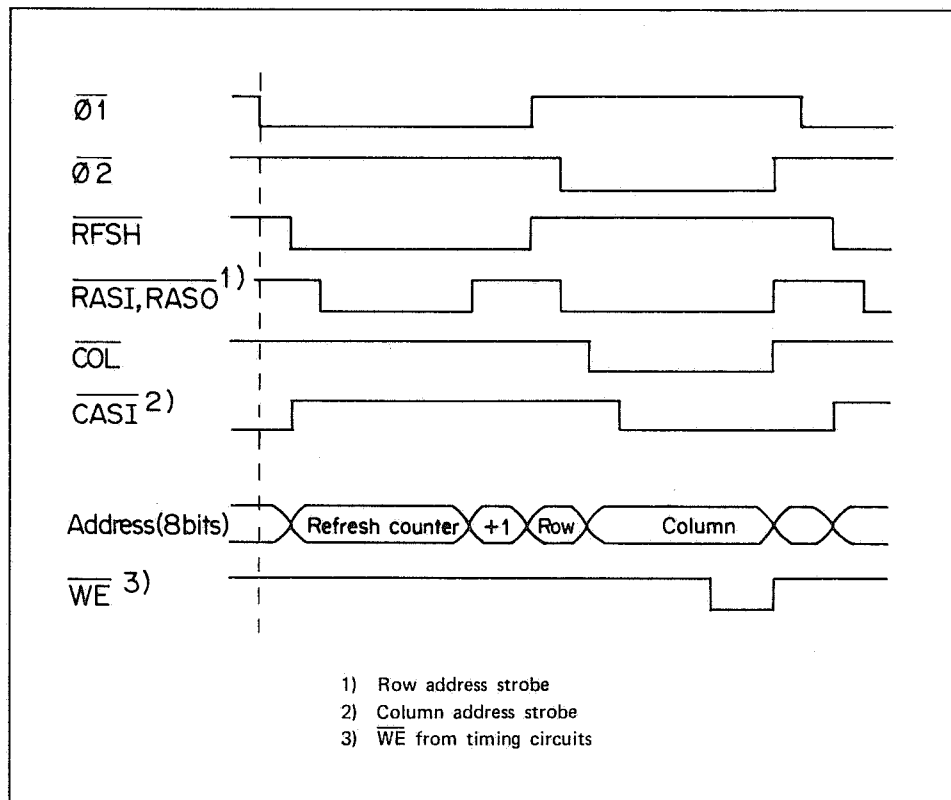 Ø1
Ø2
RFSH
RASI, RASO 1)
COL
CASI 2)
Address(8bits) Refresh counter +1 Row Column
WE 3)
1) Row address strobe
2) Column address strobe
3) WE from timing circuits